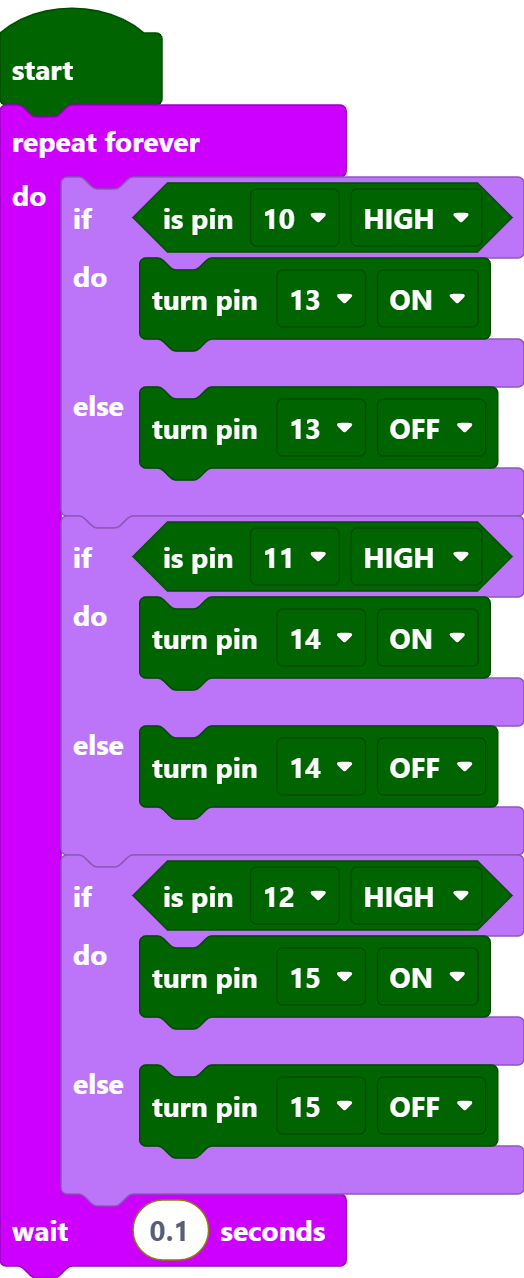 start
repeat forever
do
if is pin 10 HIGH
do turn pin 13 ON
else turn pin 13 OFF
if is pin 11 HIGH
do turn pin 14 ON
else turn pin 14 OFF
if is pin 12 HIGH
do turn pin 15 ON
else turn pin 15 OFF
wait 0.1 seconds